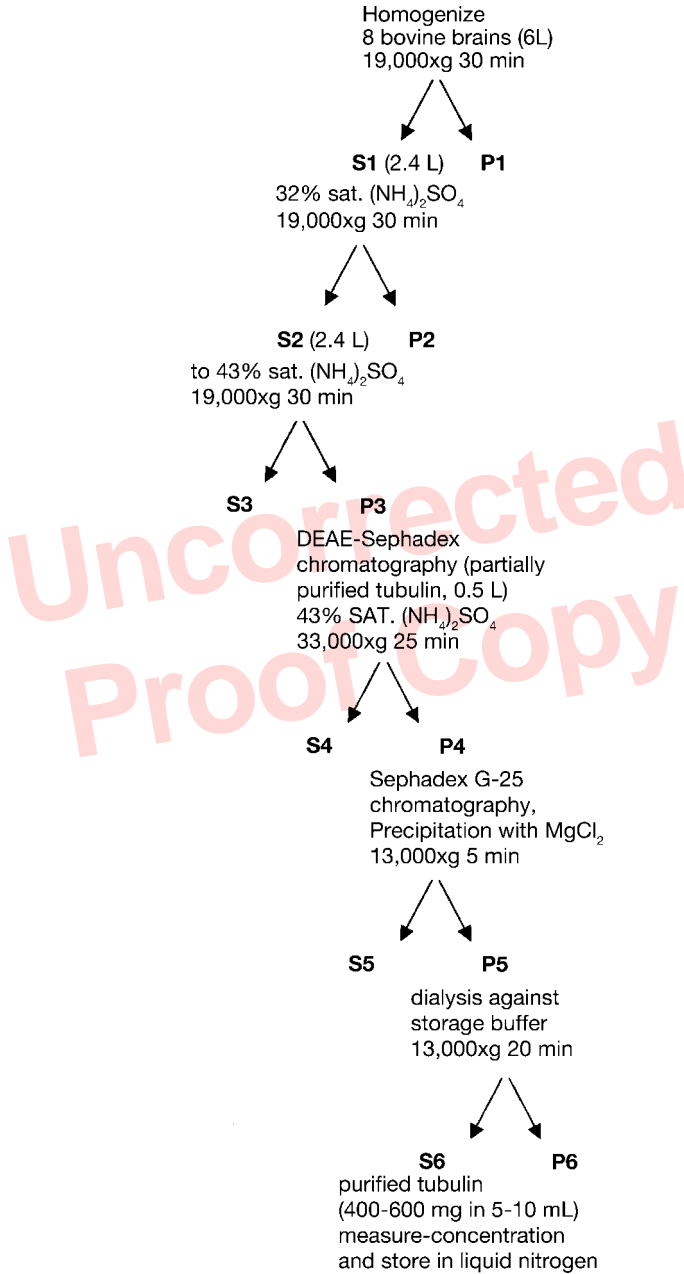 Homogenize
8 bovine brains (6L)
19,000xg 30 min
S1 (2.4 L) P1
32% sat. (NH4)2SO4
19,000xg 30 min
S2 (2.4 L) P2
to 43% sat. (NH4)2SO4
19,000xg 30 min
S3 P3
DEAE-Sephadex
chromatography (partially
purified tubulin, 0.5 L)
43% SAT. (NH4)2SO4
33,000xg 25 min
S4 P4
Sephadex G-25
chromatography,
Precipitation with MgCl2
13,000xg 5 min
S5 P5
dialysis against
storage buffer
13,000xg 20 min
S6 P6
purified tubulin
(400-600 mg in 5-10 mL)
measure-concentration
and store in liquid nitrogen
Uncorrected
Proof Copy